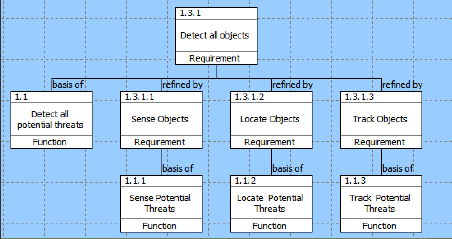 1.3.1
Detect all objects
Requirement
basis of
refined by
refined by
refined by
1.1
Detect all
potential threats
Function
1.3.1.1
Sense Objects
Requirement
1.3.1.2
Locate Objects
Requirement
1.3.1.3
Track Objects
Requirement
basis of
basis of
basis of
1.1.1
Sense Potential
Threats
Function
1.1.2
Locate Potential
Threats
Function
1.1.3
Track Potential
Threats
Function